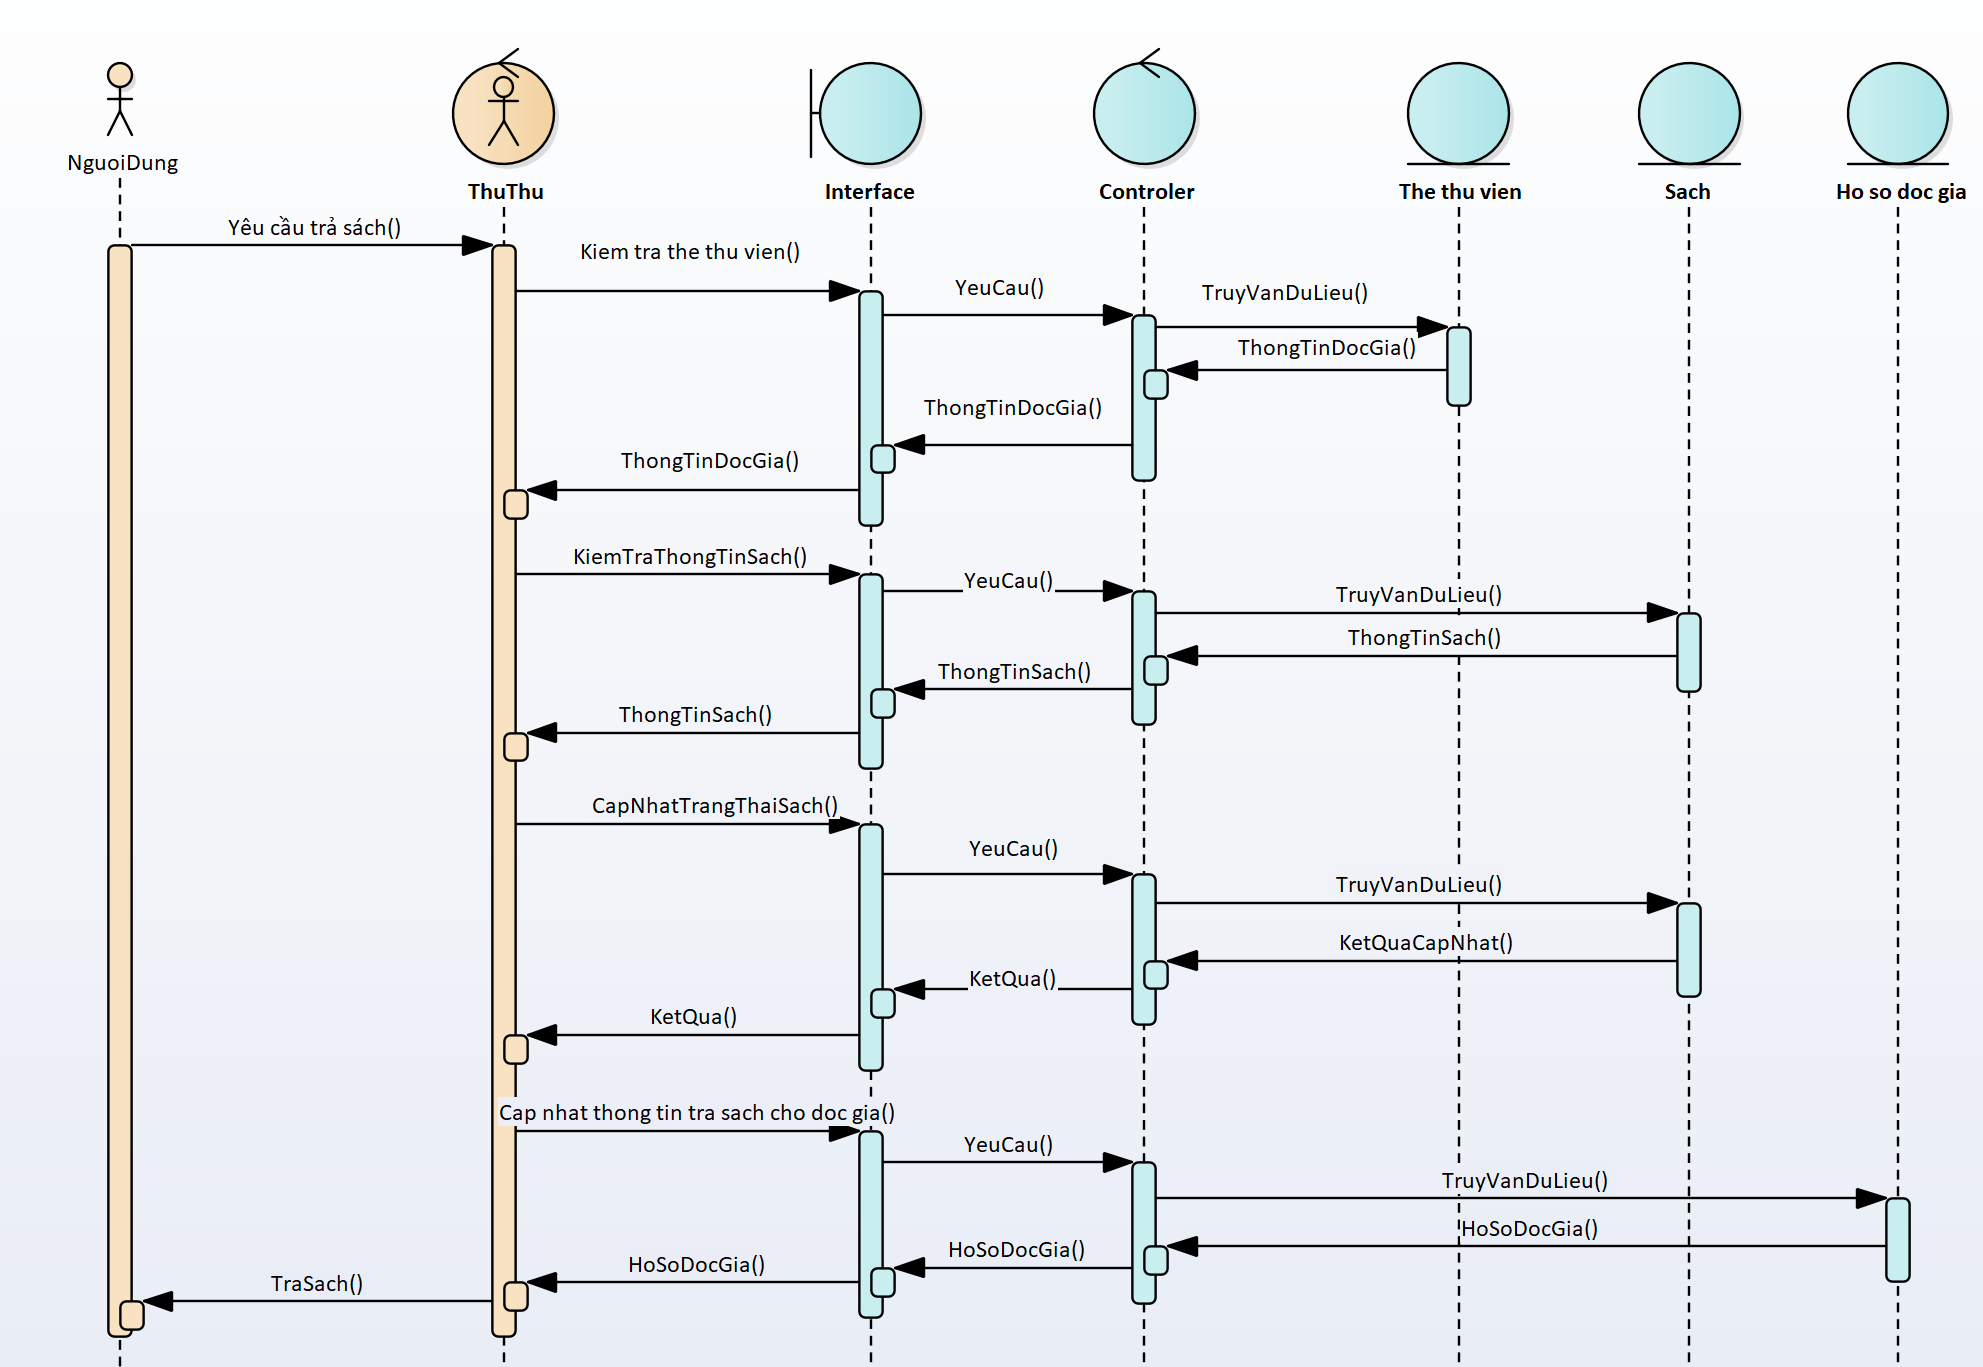 NguoiDung
ThuThu
Interface
Controler
The thu vien
Sach
Ho so doc gia
Yêu cầu trả sách()
Kiem tra the thu vien()
YeuCau()
TruyVanDuLieu()
ThongTinDocGia()
ThongTinDocGia()
ThongTinDocGia()
KiemTraThongTinSach()
YeuCau()
TruyVanDuLieu()
ThongTinSach()
ThongTinSach()
ThongTinSach()
CapNhatTrangThaiSach()
YeuCau()
TruyVanDuLieu()
KetQuaCapNhat()
KetQua()
KetQua()
Cap nhat thong tin tra sach cho doc gia()
YeuCau()
TruyVanDuLieu()
HoSoDocGia()
HoSoDocGia()
HoSoDocGia()
TraSach()